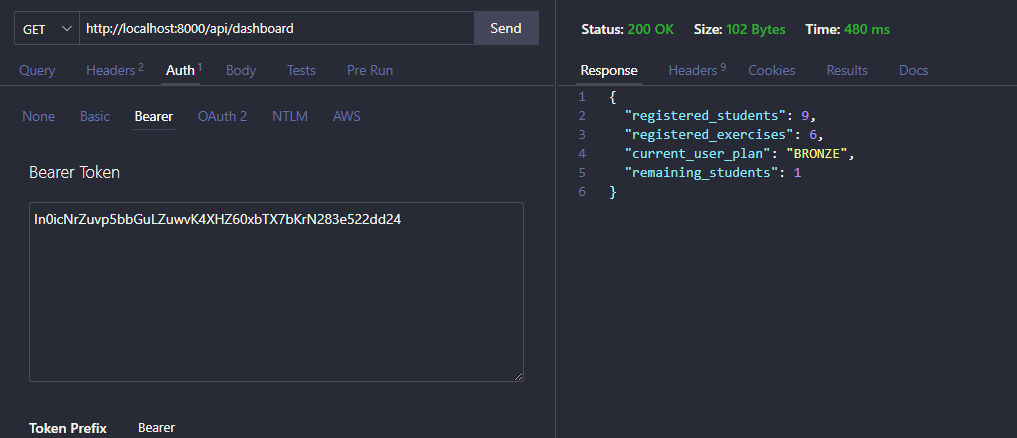 GET http://localhost:8000/api/dashboard Send
Query Headers 2 Auth 1 Body Tests Pre Run
None Basic Bearer OAuth 2 NTLM AWS
Bearer Token
In0icNrZuvp5bbGuLZuwvK4XHZ60xbTX7bKrN283e522dd24
Token Prefix Bearer
Status: 200 OK Size: 102 Bytes Time: 480 ms
Response Headers 9 Cookies Results Docs
1 {
2 "registered_students": 9,
3 "registered_exercises": 6,
4 "current_user_plan": "BRONZE",
5 "remaining_students": 1
6 }